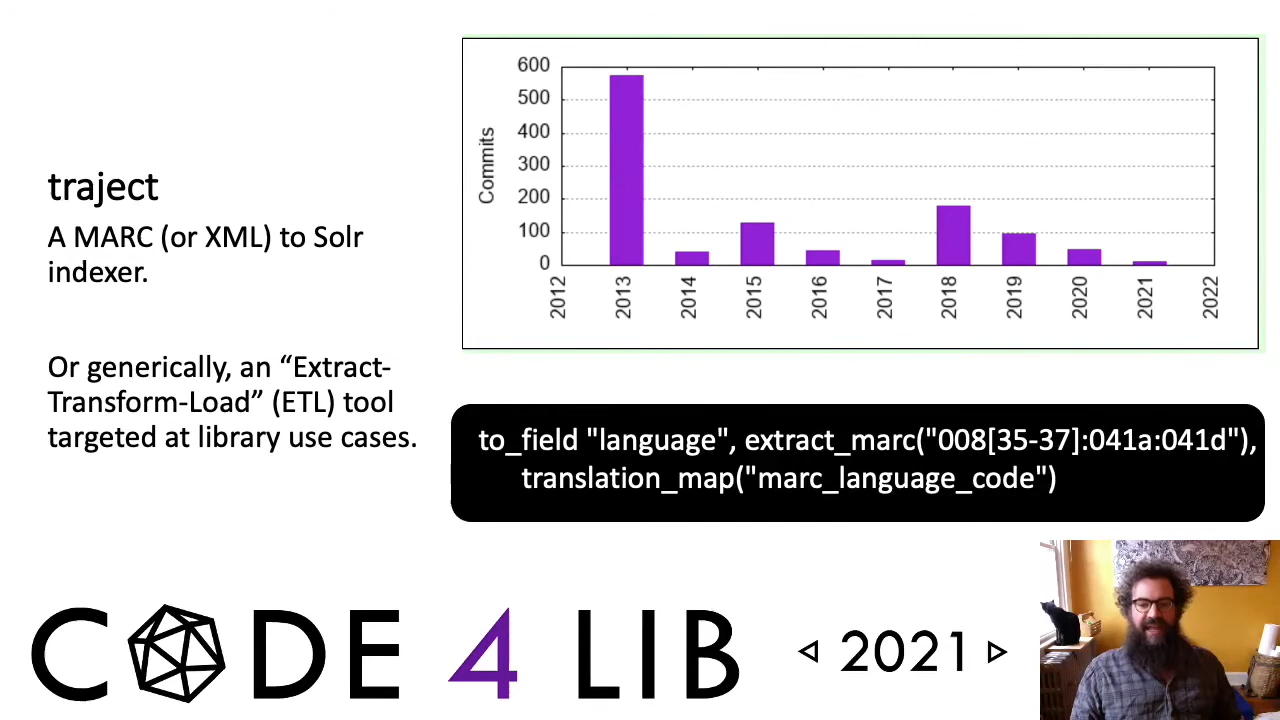 traject
A MARC (or XML) to Solr
indexer.
Or generically, an “Extract-
Transform-Load” (ETL) tool
targeted at library use cases.
600
500
400
300
200
100
0
Commits
2012
2013
2014
2015
2016
2017
2018
2019
2020
2021
2022
to_field "language", extract_marc("008[35-37]:041a:041d"),
translation_map("marc_language_code")
CODE 4 LIB
2021